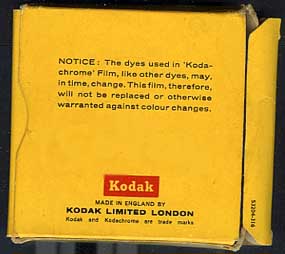 NOTICE: The dyes used in 'Koda-
chrome' Film, like other dyes, may,
in time, change. This film, therefore,
will not be replaced or otherwise
warranted against colour changes.
Kodak
MADE IN ENGLAND BY
KODAK LIMITED LONDON
Kodak and Kodachrome are trade marks
53204-316